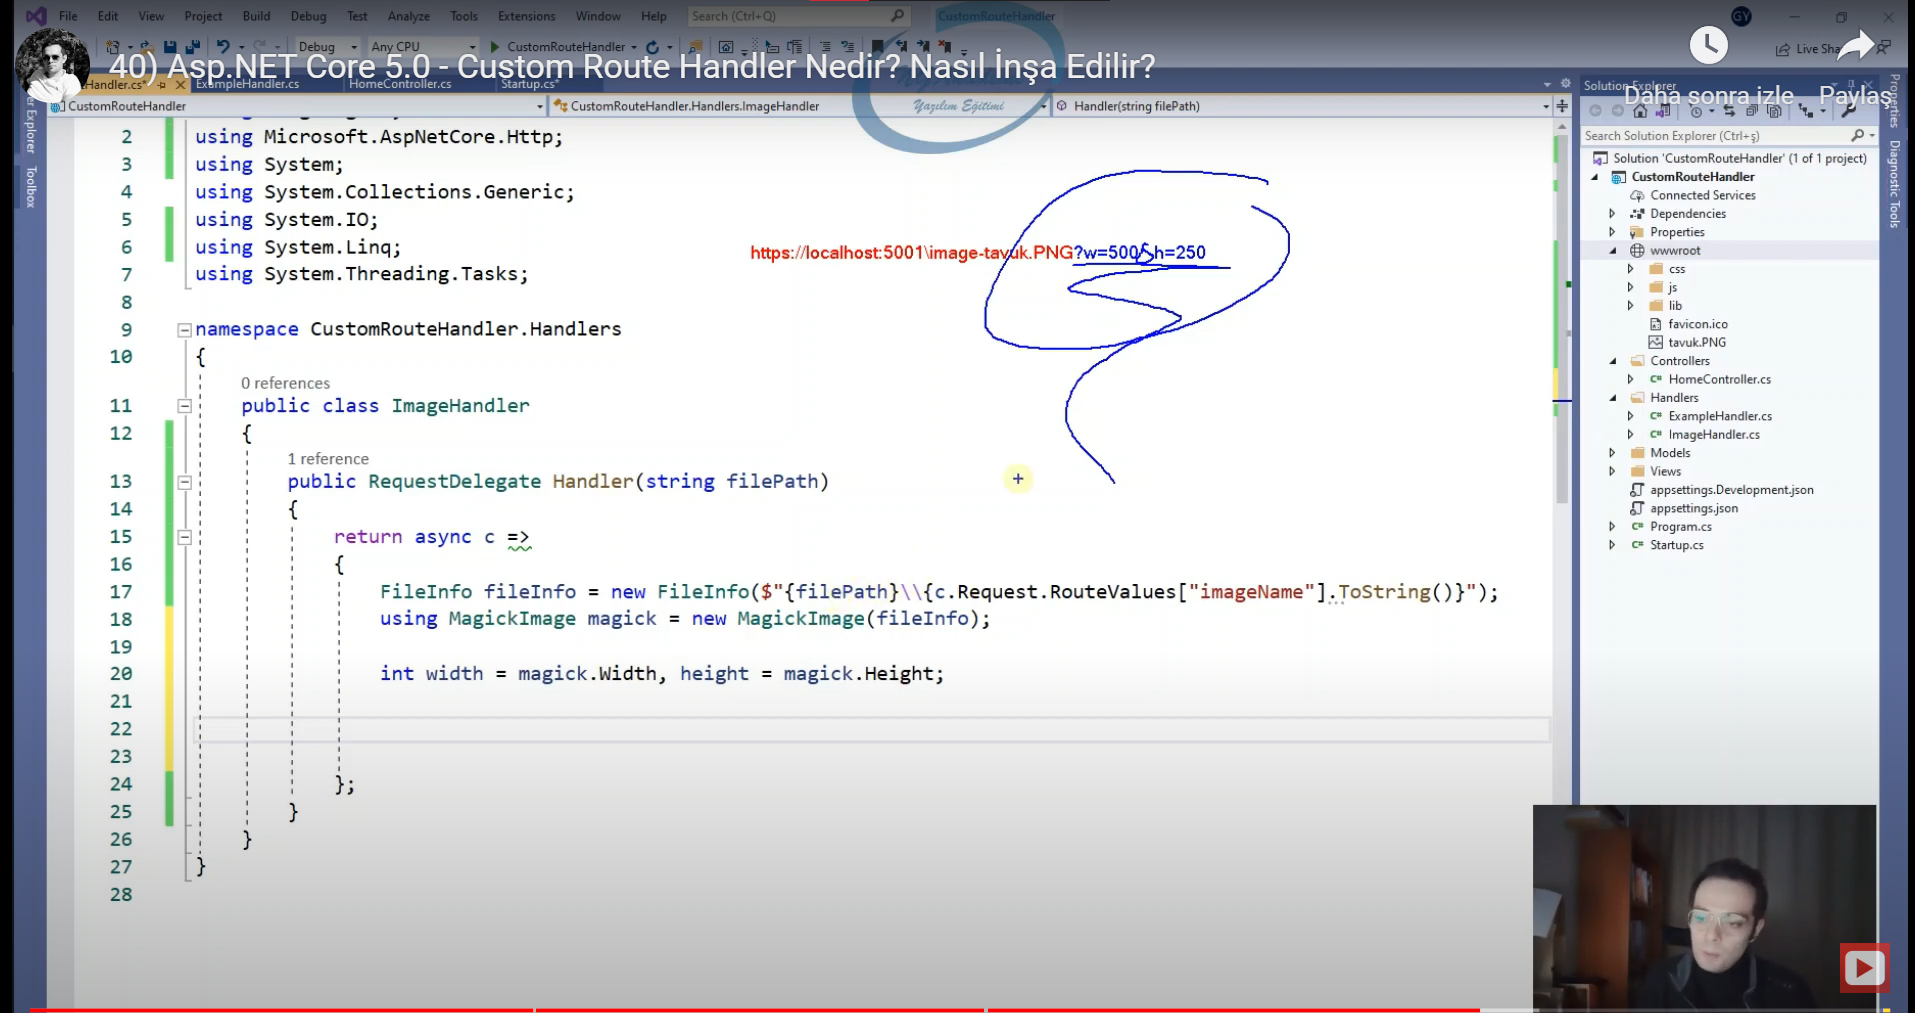 File Edit View Project Build Debug Test Analyze Tools Extensions Window Help Search (Ctrl+Q) CustomRouteHandler GY
Debug Any CPU CustomRouteHandler Live Sha
40) Asp.NET Core 5.0 - Custom Route Handler Nedir? Nasıl İnşa Edilir?
Handler.cs* ExampleHandler.cs HomeController.cs Startup.cs*
Daha sonra izle Paylaş
CustomRouteHandler CustomRouteHandler.Handlers.ImageHandler Handler(string filePath)
Yazılım Eğitimi
Toolbox
2 using Microsoft.AspNetCore.Http;
3 using System;
4 using System.Collections.Generic;
5 using System.IO;
6 using System.Linq;
7 using System.Threading.Tasks;
8
9 namespace CustomRouteHandler.Handlers
10 {
0 references
11 public class ImageHandler
12 {
1 reference
13 public RequestDelegate Handler(string filePath)
14 {
15 return async c =>
16 {
17 FileInfo fileInfo = new FileInfo($"{filePath}\\{c.Request.RouteValues["imageName"].ToString()}");
18 using MagickImage magick = new MagickImage(fileInfo);
19
20 int width = magick.Width, height = magick.Height;
21
22
23
24 };
25 }
26 }
27 }
28
https://localhost:5001\image-tavuk.PNG?w=500&h=250
Solution Explorer
Search Solution Explorer (Ctrl+ş)
Solution 'CustomRouteHandler' (1 of 1 project)
CustomRouteHandler
Connected Services
Dependencies
Properties
wwwroot
css
js
lib
favicon.ico
tavuk.PNG
Controllers
HomeController.cs
Handlers
ExampleHandler.cs
ImageHandler.cs
Models
Views
appsettings.Development.json
appsettings.json
Program.cs
Startup.cs
Properties
Diagnostic Tools